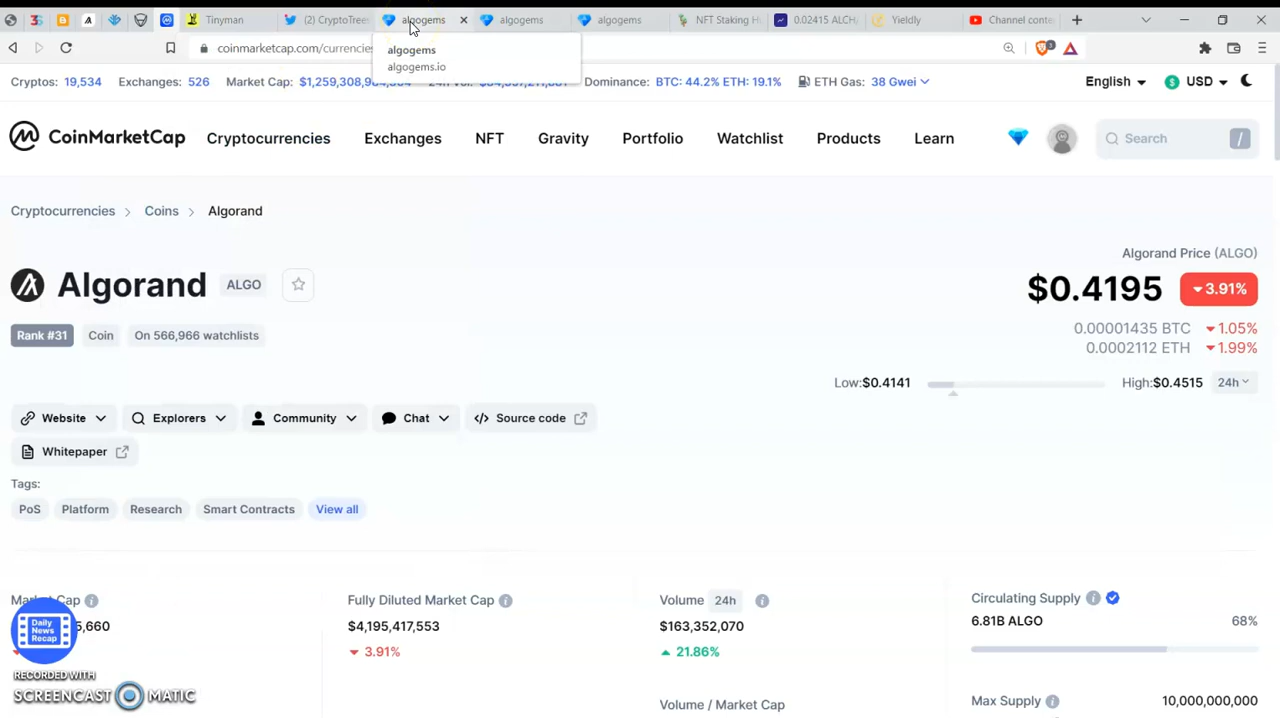 Tinyman
(2) CryptoTrees
algogems
algogems
algogems
NFT Staking H
0.02415 ALCH
Yieldly
Channel conte
coinmarketcap.com/currencies
algogems
algogems.io
Cryptos: 19,534 Exchanges: 526 Market Cap: Dominance: BTC: 44.2% ETH: 19.1% ETH Gas: 38 Gwei
English USD
CoinMarketCap
Cryptocurrencies Exchanges NFT Gravity Portfolio Watchlist Products Learn
Search /
Cryptocurrencies > Coins > Algorand
Algorand Price (ALGO)
Algorand ALGO
$0.4195 3.91%
0.00001435 BTC 1.05%
0.0002112 ETH 1.99%
Rank #31 Coin On 566,966 watchlists
Low:$0.4141 High:$0.4515 24h
Website Explorers Community Chat Source code
Whitepaper
Tags:
PoS Platform Research Smart Contracts View all
Market Cap
Fully Diluted Market Cap
$4,195,417,553
3.91%
Volume 24h
$163,352,070
21.86%
Volume / Market Cap
Circulating Supply
6.81B ALGO 68%
Max Supply 10,000,000,000
Daily
News
Recap
RECORDED WITH
SCREENCAST MATIC